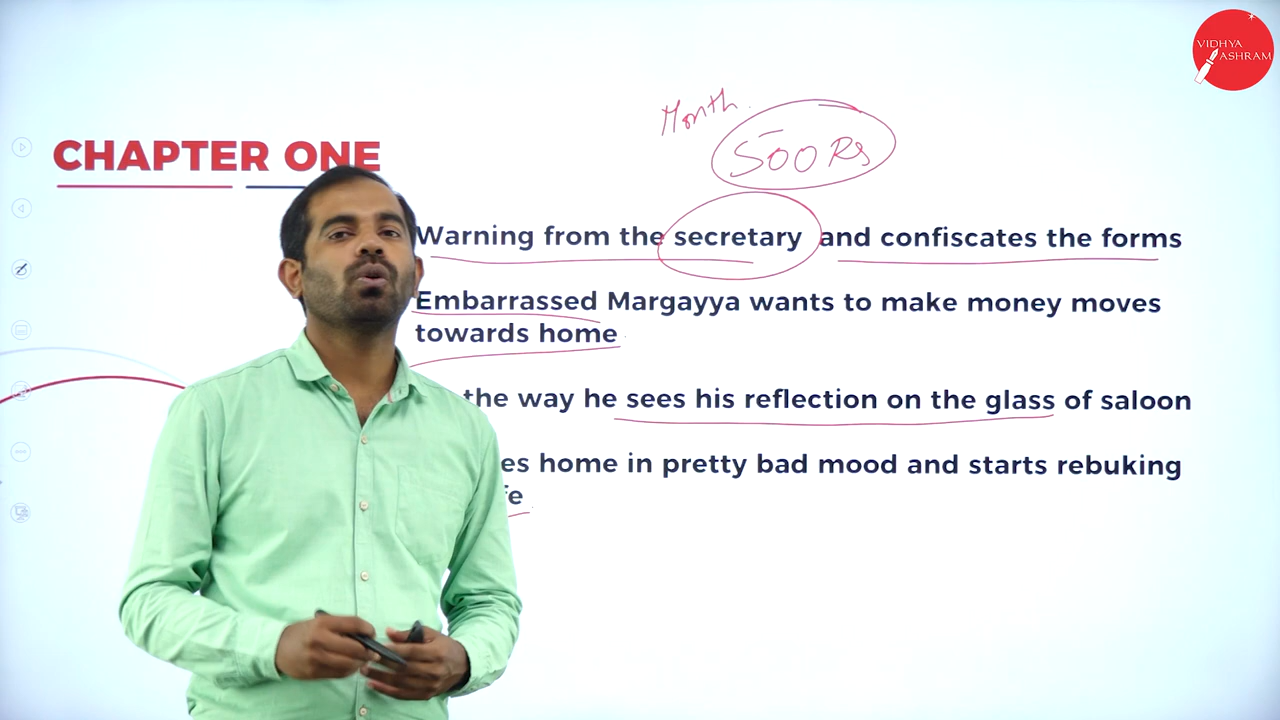 VIDHYA
ASHRAM
Month.
500 Rs
CHAPTER ONE
Warning from the secretary and confiscates the forms
Embarrassed Margayya wants to make money moves
towards home
the way he sees his reflection on the glass of saloon
home in pretty bad mood and starts rebuking